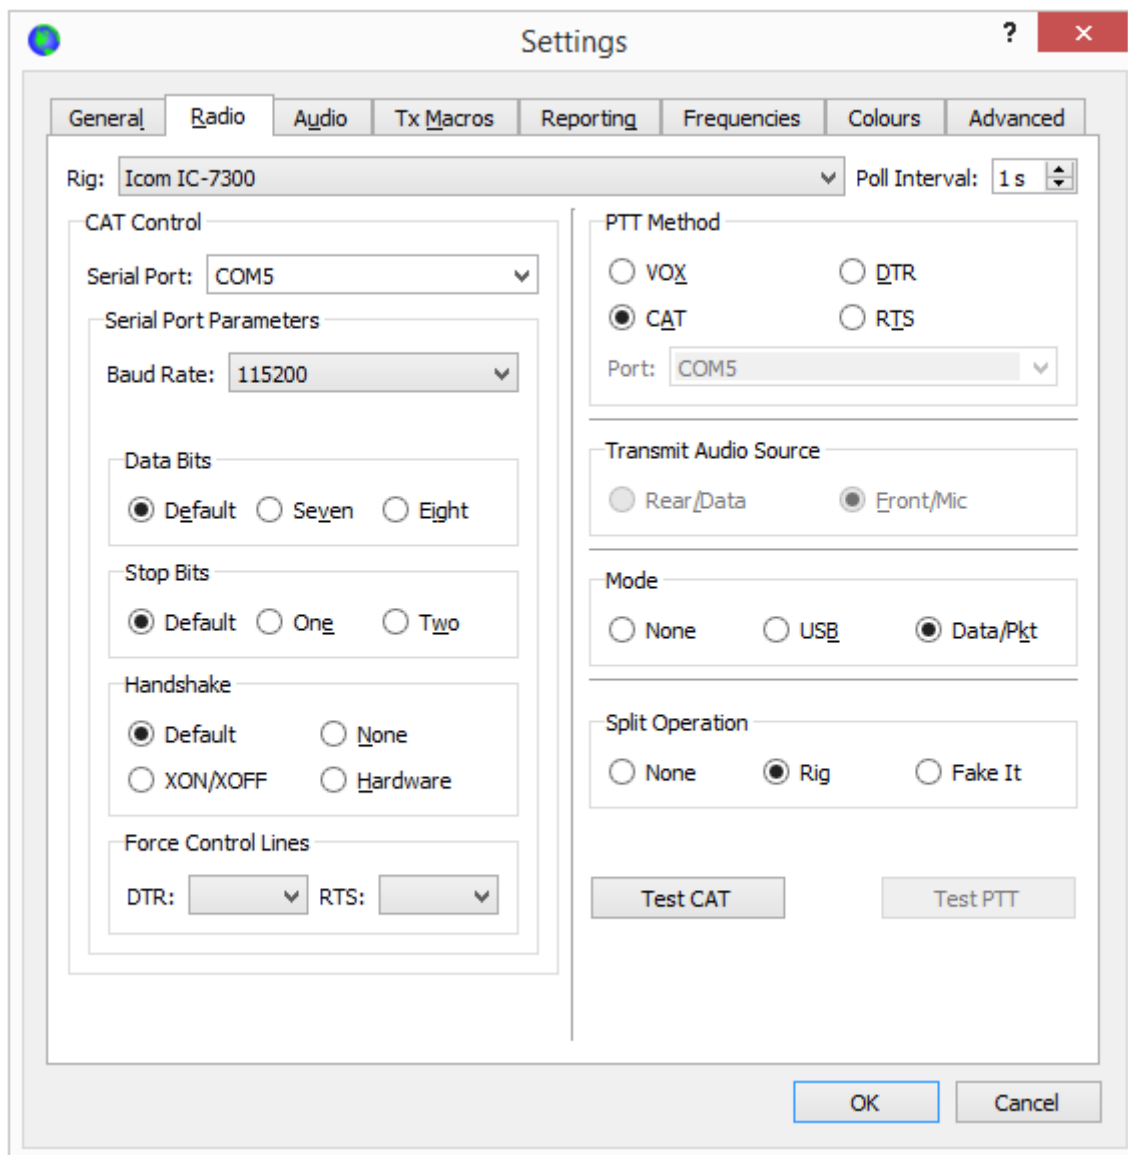 Settings
?
General Radio Audio Tx Macros Reporting Frequencies Colours Advanced
Rig: Icom IC-7300 Poll Interval: 1 s
CAT Control
Serial Port: COM5
Serial Port Parameters
Baud Rate: 115200
Data Bits
Default Seven Eight
Stop Bits
Default One Two
Handshake
Default None
XON/XOFF Hardware
Force Control Lines
DTR: RTS:
PTT Method
VOX DTR
CAT RTS
Port: COM5
Transmit Audio Source
Rear/Data Front/Mic
Mode
None USB Data/Pkt
Split Operation
None Rig Fake It
Test CAT Test PTT
OK Cancel